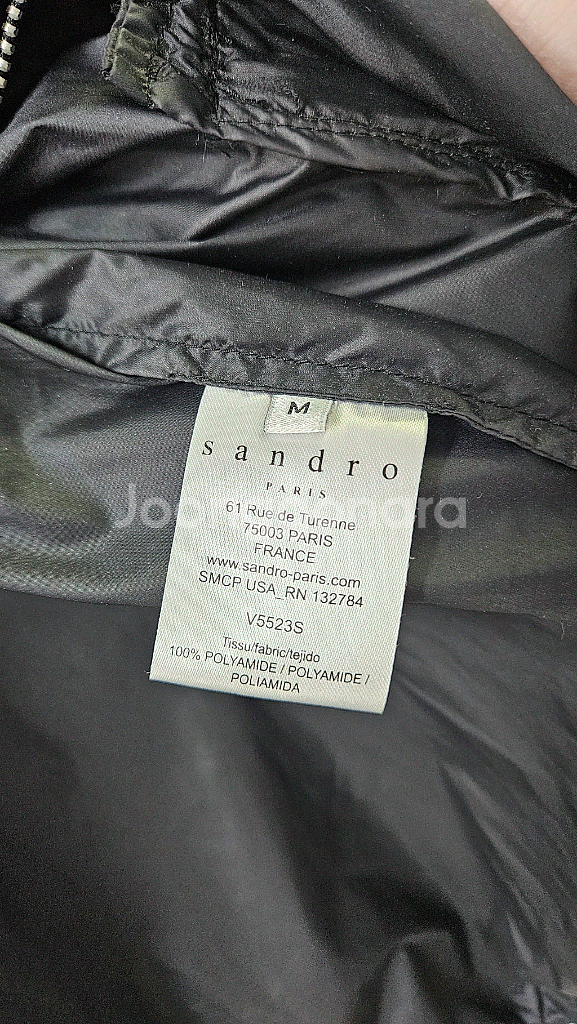 M
sandro
PARIS
61 Rue de Turenne
75003 PARIS
FRANCE
www.sandro-paris.com
SMCP USA_RN 132784
V5523S
Tissu/fabric/tejido
100% POLYAMIDE / POLYAMIDE /
POLIAMIDA